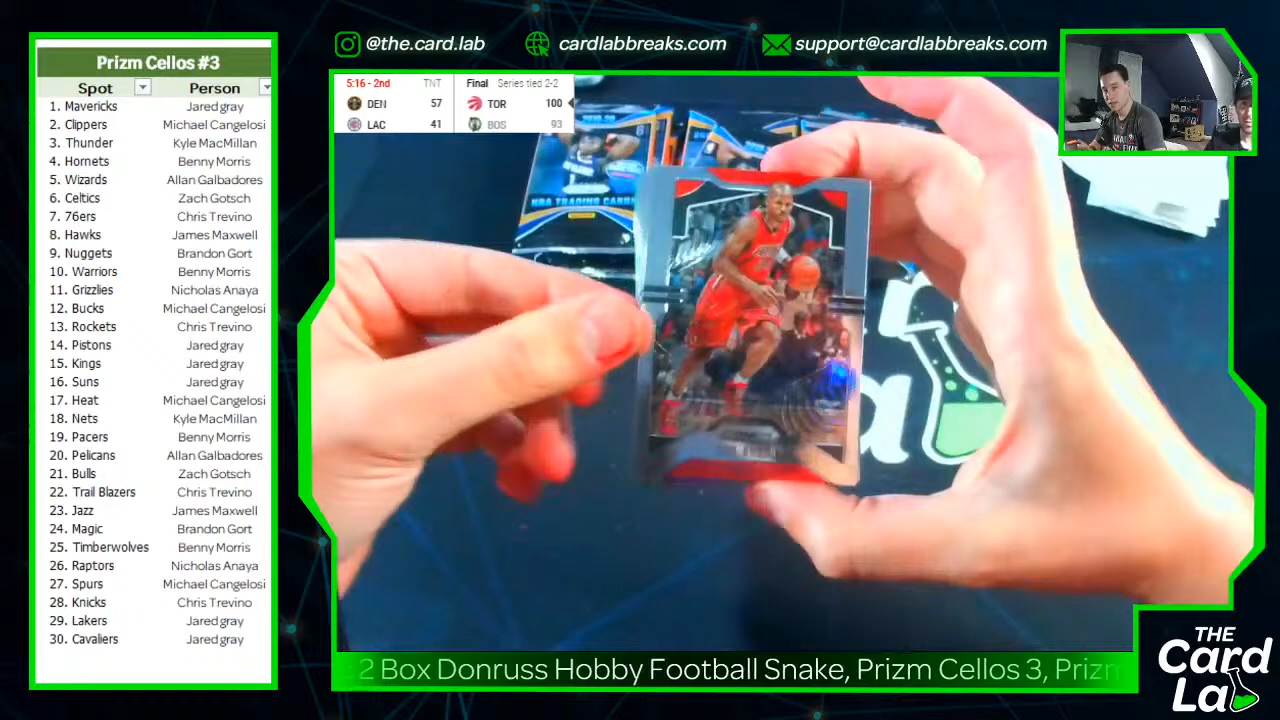 @the.card.lab
cardlabbreaks.com
support@cardlabbreaks.com
Prizm Cellos #3
Spot Person
1. Mavericks Jared gray
2. Clippers Michael Cangelosi
3. Thunder Kyle MacMillan
4. Hornets Benny Morris
5. Wizards Allan Galbadores
6. Celtics Zach Gotsch
7. 76ers Chris Trevino
8. Hawks James Maxwell
9. Nuggets Brandon Gort
10. Warriors Benny Morris
11. Grizzlies Nicholas Anaya
12. Bucks Michael Cangelosi
13. Rockets Chris Trevino
14. Pistons Jared gray
15. Kings Jared gray
16. Suns Jared gray
17. Heat Michael Cangelosi
18. Nets Kyle MacMillan
19. Pacers Benny Morris
20. Pelicans Allan Galbadores
21. Bulls Zach Gotsch
22. Trail Blazers Chris Trevino
23. Jazz James Maxwell
24. Magic Brandon Gort
25. Timberwolves Benny Morris
26. Raptors Nicholas Anaya
27. Spurs Michael Cangelosi
28. Knicks Chris Trevino
29. Lakers Jared gray
30. Cavaliers Jared gray
5:16 - 2nd TNT
DEN 57
LAC 41
Final Series tied 2-2
TOR 100
BOS 93
NBA TRADING CARDS
2 Box Donruss Hobby Football Snake, Prizm Cellos 3, Prizm
THE
Card
Lab